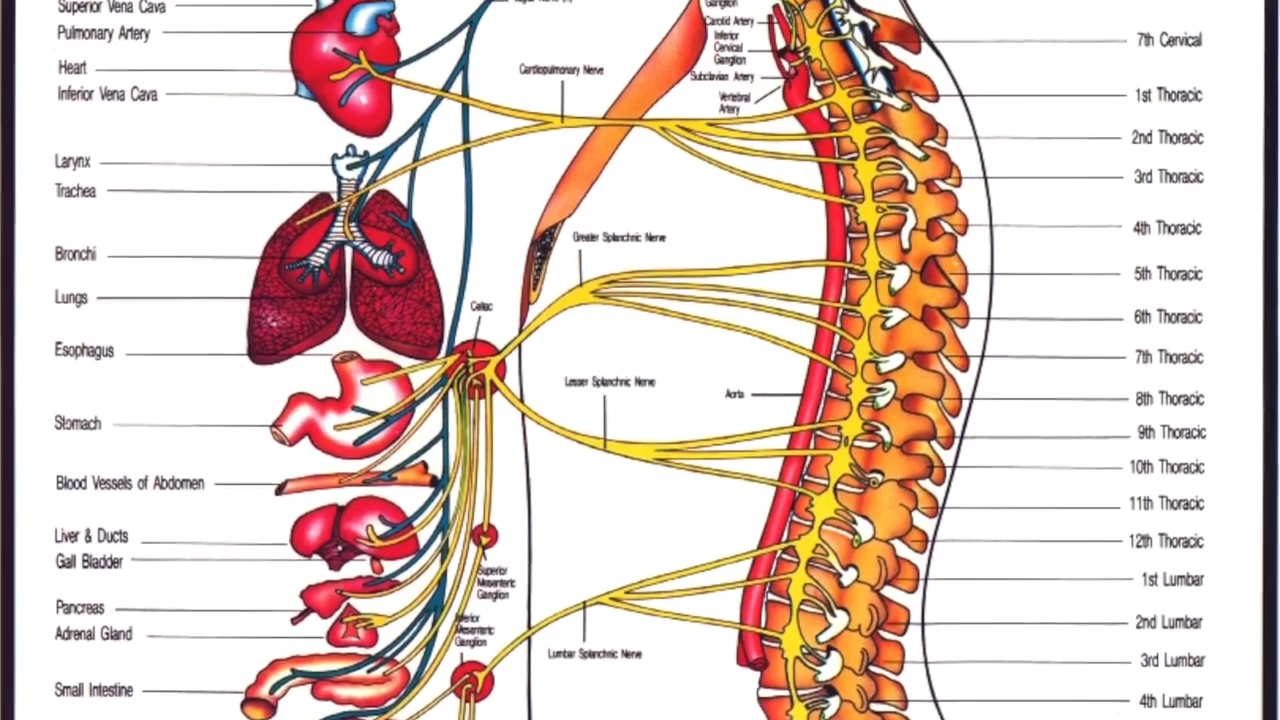 Superior Vena Cava
Pulmonary Artery
Heart
Inferior Vena Cava
Larynx
Trachea
Bronchi
Lungs
Esophagus
Stomach
Blood Vessels of Abdomen
Liver & Ducts
Gall Bladder
Pancreas
Adrenal Gland
Small Intestine
Cardiopulmonary Nerve
Greater Splanchnic Nerve
Celiac
Lesser Splanchnic Nerve
Superior
Mesenteric
Ganglion
Inferior
Mesenteric
Ganglion
Lumbar Splanchnic Nerve
Ganglion
Carotid Artery
Inferior
Cervical
Ganglion
Subclavian Artery
Vertebral
Artery
Aorta
7th Cervical
1st Thoracic
2nd Thoracic
3rd Thoracic
4th Thoracic
5th Thoracic
6th Thoracic
7th Thoracic
8th Thoracic
9th Thoracic
10th Thoracic
11th Thoracic
12th Thoracic
1st Lumbar
2nd Lumbar
3rd Lumbar
4th Lumbar